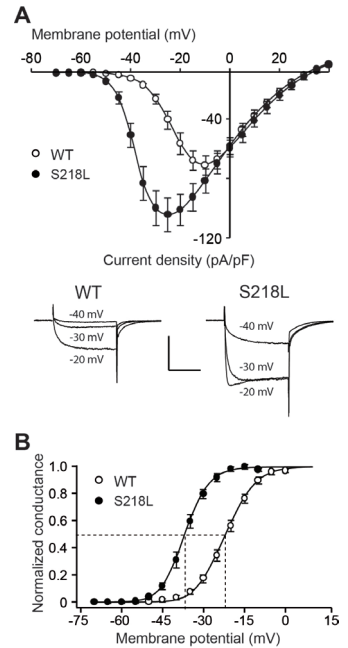 A
Membrane potential (mV)
-80 -60 -40 -20 0 20
-40
WT
S218L
-120
Current density (pA/pF)
WT S218L
-40 mV
-30 mV
-20 mV
-40 mV
-30 mV
-20 mV
B
Normalized conductance
1.0
0.8
0.6
0.4
0.2
0
WT
S218L
-75 -60 -45 -30 -15 0 15
Membrane potential (mV)